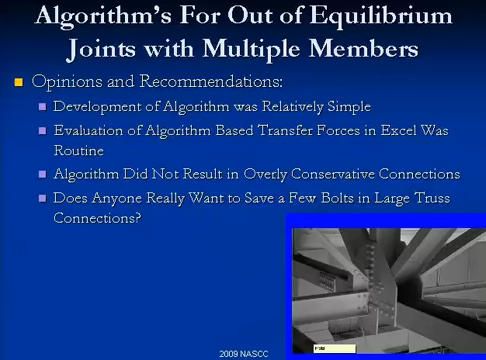 Algorithm's For Out of Equilibrium
Joints with Multiple Members
Opinions and Recommendations:
Development of Algorithm was Relatively Simple
Evaluation of Algorithm Based Transfer Forces in Excel Was
Routine
Algorithm Did Not Result in Overly Conservative Connections
Does Anyone Really Want to Save a Few Bolts in Large Truss
Connections?
2009 NASCC